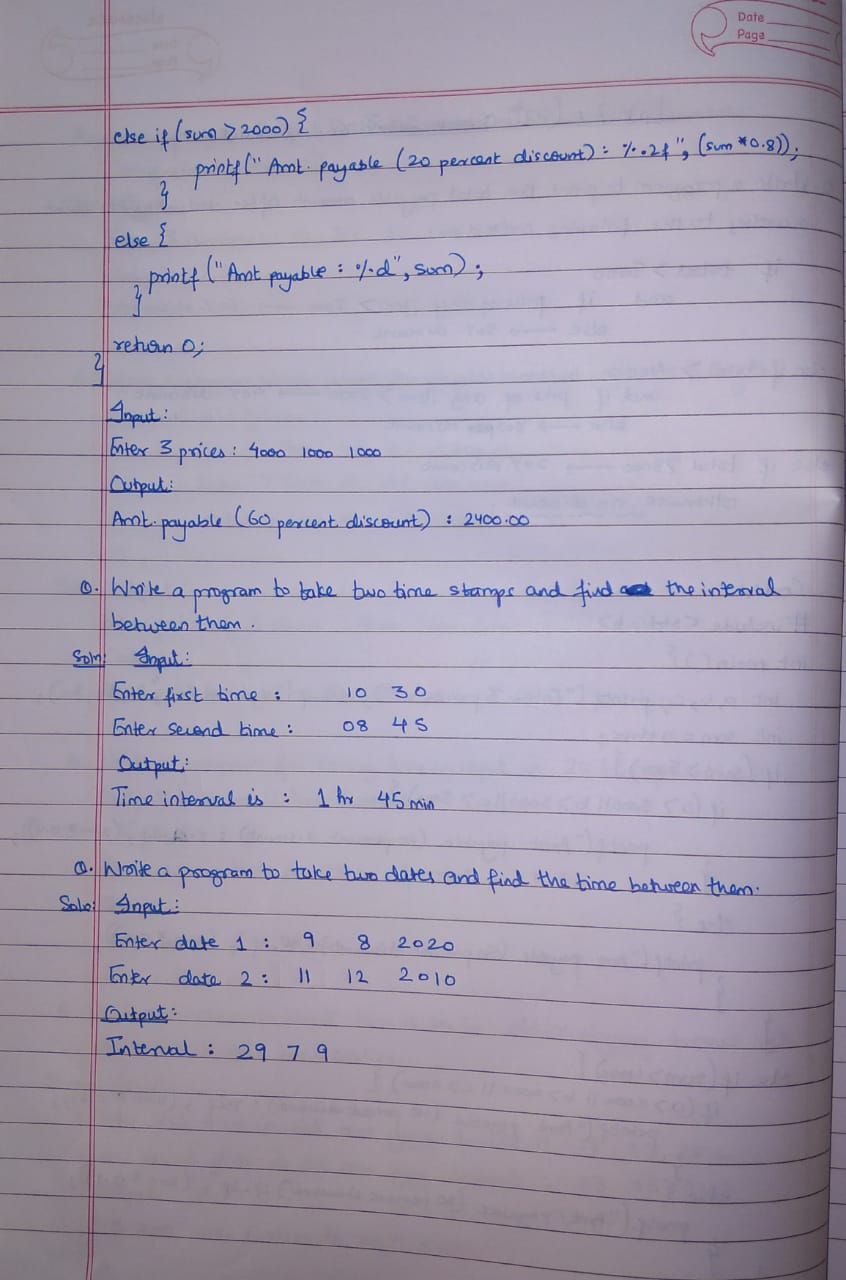 Date
Page
else if (sum > 2000) {
printf(" Amt. payable (20 percent discount) : %.2f", (sum *0.8));
}
else {
printf ("Amt payable : %d", sum) ;
}
return 0;
}
Input :
Enter 3 prices : 4000 1000 1000
Output :
Amt. payable (60 percent discount) : 2400.00
Q. Write a program to take two time stamps and find the interval
between them .
Soln: Input :
Enter first time : 10 30
Enter second time : 08 45
Output :
Time interval is : 1 hr 45 min
Q. Write a program to take two dates and find the time between them.
Soln: Input :
Enter date 1 : 9 8 2020
Enter date 2 : 11 12 2010
Output :
Interval : 29 7 9